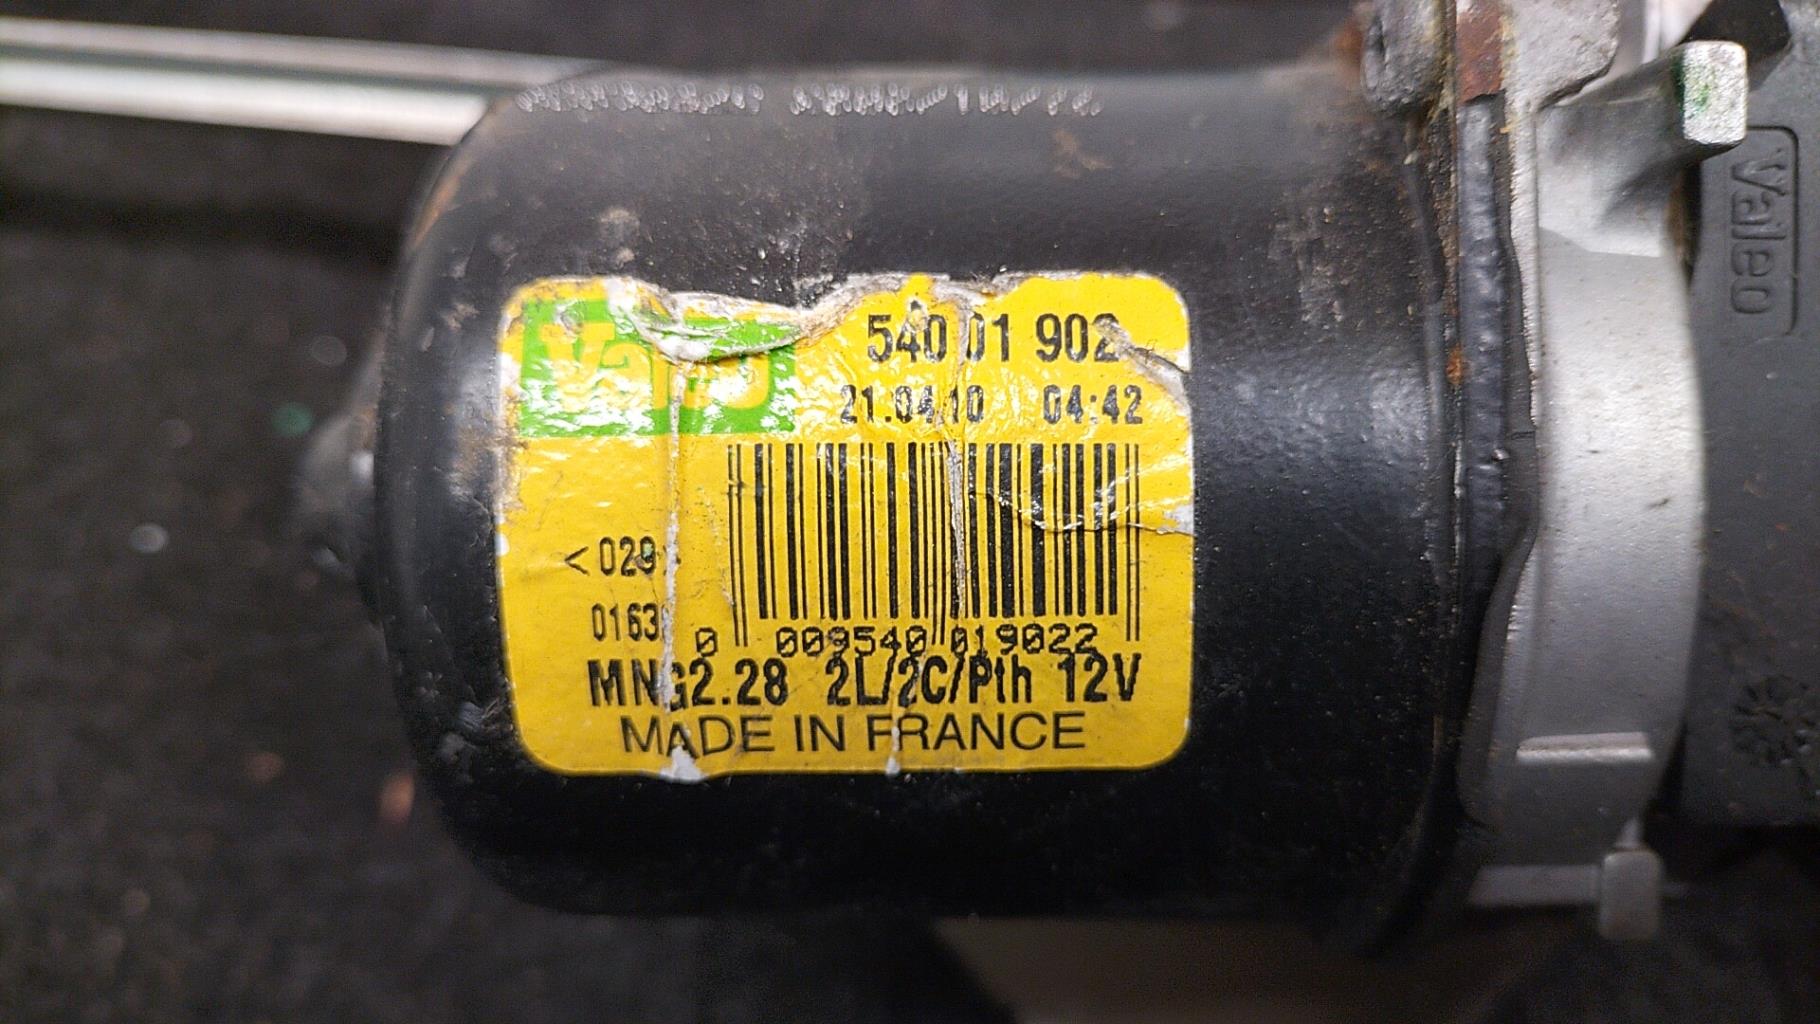 Valeo
540 01 902
21.04.10 04:42
< 029
0163
0 009540 019022
MNG2.28 2L/2C/Pth 12V
MADE IN FRANCE
Valeo